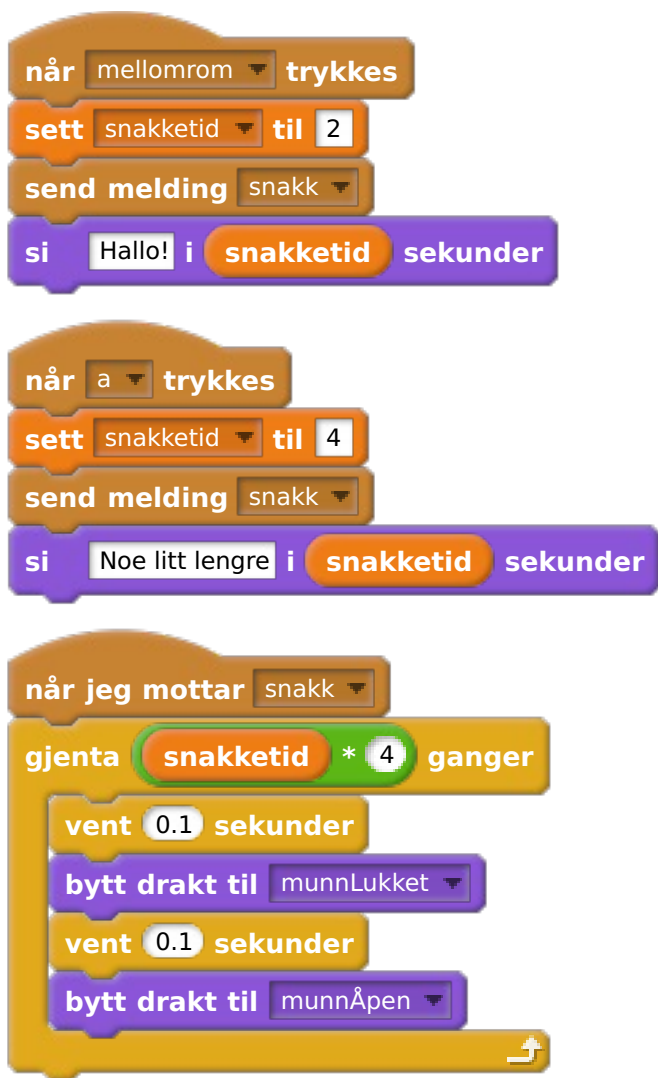 når mellomrom trykkes
sett snakketid til 2
send melding snakk
si Hallo! i snakketid sekunder
når a trykkes
sett snakketid til 4
send melding snakk
si Noe litt lengre i snakketid sekunder
når jeg mottar snakk
gjenta snakketid * 4 ganger
vent 0.1 sekunder
bytt drakt til munnLukket
vent 0.1 sekunder
bytt drakt til munnÅpen